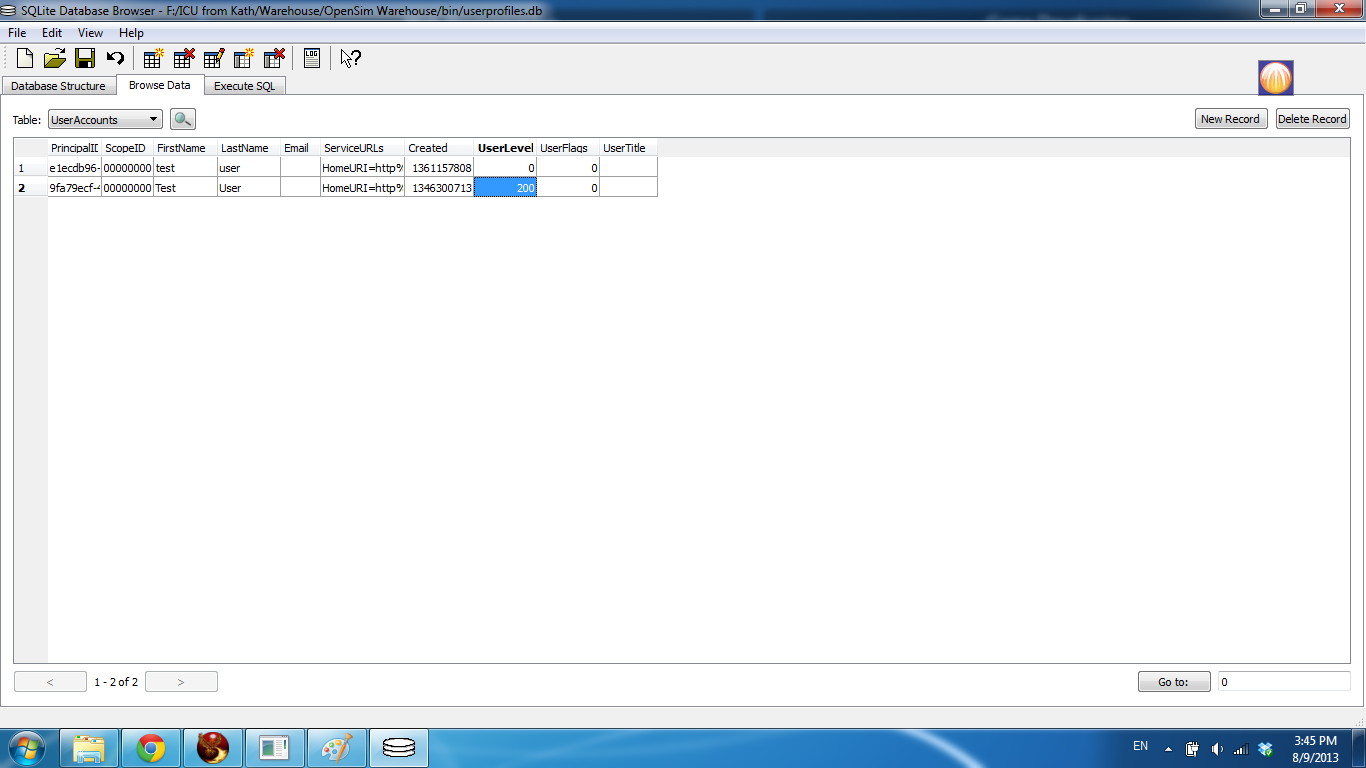 SQLite Database Browser - F:/ICU from Kath/Warehouse/OpenSim Warehouse/bin/userprofiles.db
File Edit View Help
LOG
Database Structure Browse Data Execute SQL
Table: UserAccounts New Record Delete Record
PrincipalID ScopeID FirstName LastName Email ServiceURLs Created UserLevel UserFlags UserTitle
1 e1ecdb96- 00000000 test user HomeURI=http% 1361157808 0 0
2 9fa79ecf-4 00000000 Test User HomeURI=http% 1346300713 200 0
< 1 - 2 of 2 > Go to: 0
EN 3:45 PM
8/9/2013